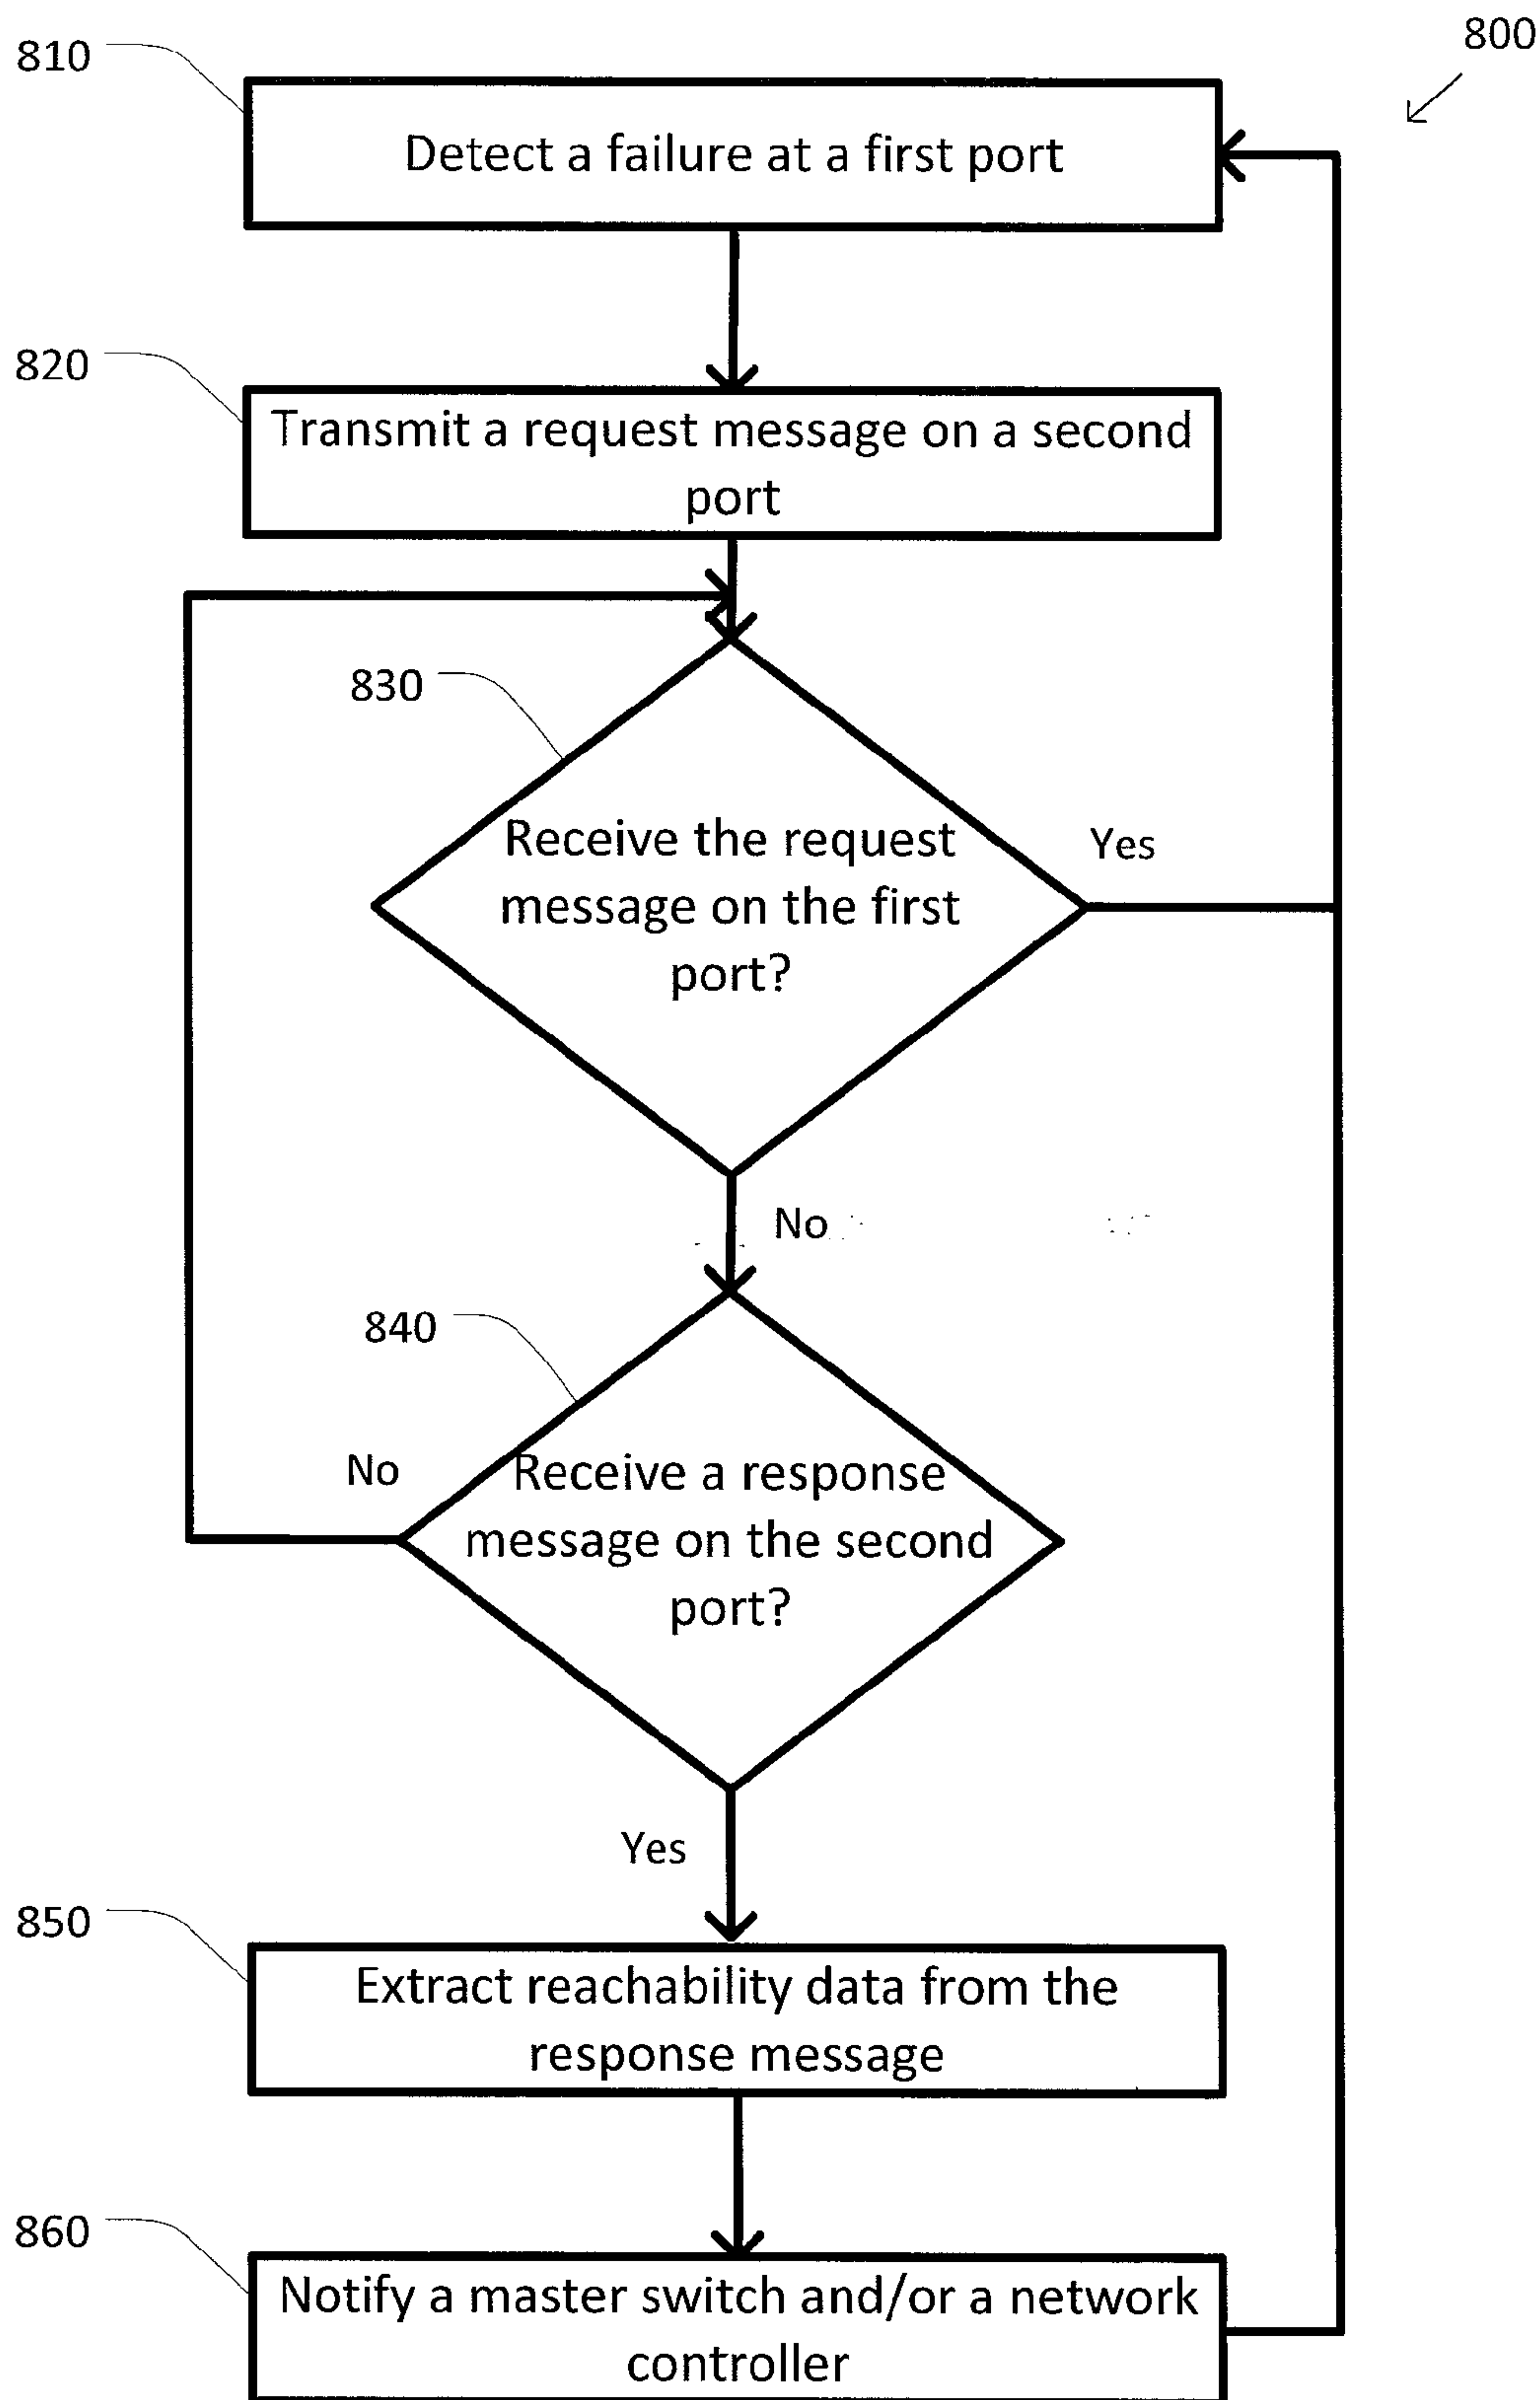 800
810
Detect a failure at a first port
820
Transmit a request message on a second
port
830
Receive the request
message on the first
port?
Yes
No
840
No
Receive a response
message on the second
port?
Yes
850
Extract reachability data from the
response message
860
Notify a master switch and/or a network
controller